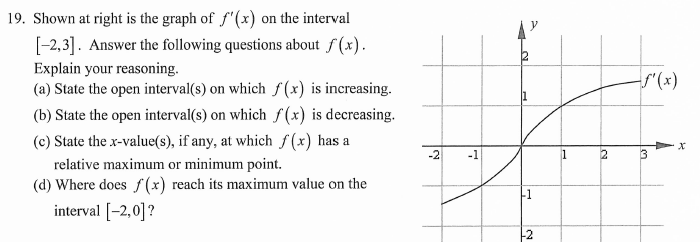 19. Shown at right is the graph of f′(x) on the interval
[−2,3]. Answer the following questions about f(x).
Explain your reasoning.
(a) State the open interval(s) on which f(x) is increasing.
(b) State the open interval(s) on which f(x) is decreasing.
(c) State the x-value(s), if any, at which f(x) has a
relative maximum or minimum point.
(d) Where does f(x) reach its maximum value on the
interval [−2,0]?
y
2
f′(x)
1
x
-2 -1 1 2 3
-1
-2